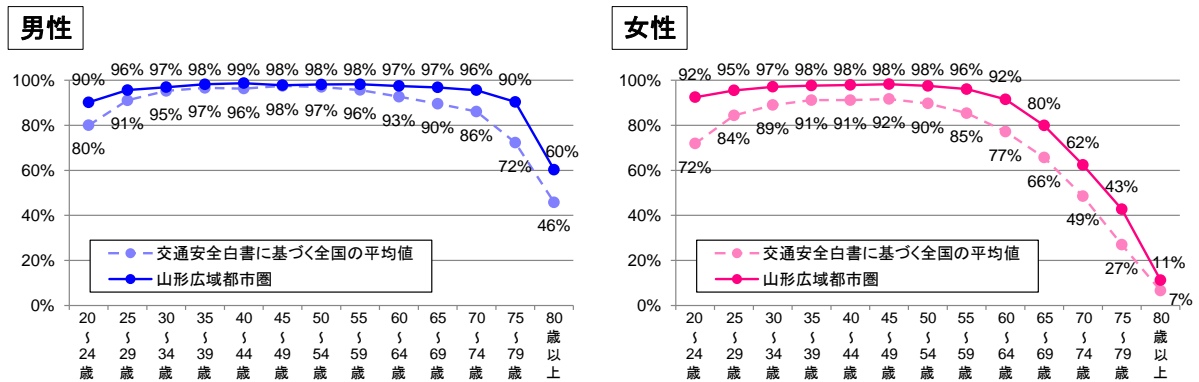 男性
100%
80%
60%
40%
20%
0%
90% 96% 97% 98% 99% 98% 98% 98% 97% 97% 96% 90% 60%
80% 91% 95% 97% 96% 98% 97% 96% 93% 90% 86% 72% 46%
交通安全白書に基づく全国の平均値
山形広域都市圏
20~24歳 25~29歳 30~34歳 35~39歳 40~44歳 45~49歳 50~54歳 55~59歳 60~64歳 65~69歳 70~74歳 75~79歳 80歳以上
女性
100%
80%
60%
40%
20%
0%
92% 95% 97% 98% 98% 98% 98% 96% 92% 80% 62% 43% 11%
72% 84% 89% 91% 91% 92% 90% 85% 77% 66% 49% 27% 7%
交通安全白書に基づく全国の平均値
山形広域都市圏
20~24歳 25~29歳 30~34歳 35~39歳 40~44歳 45~49歳 50~54歳 55~59歳 60~64歳 65~69歳 70~74歳 75~79歳 80歳以上